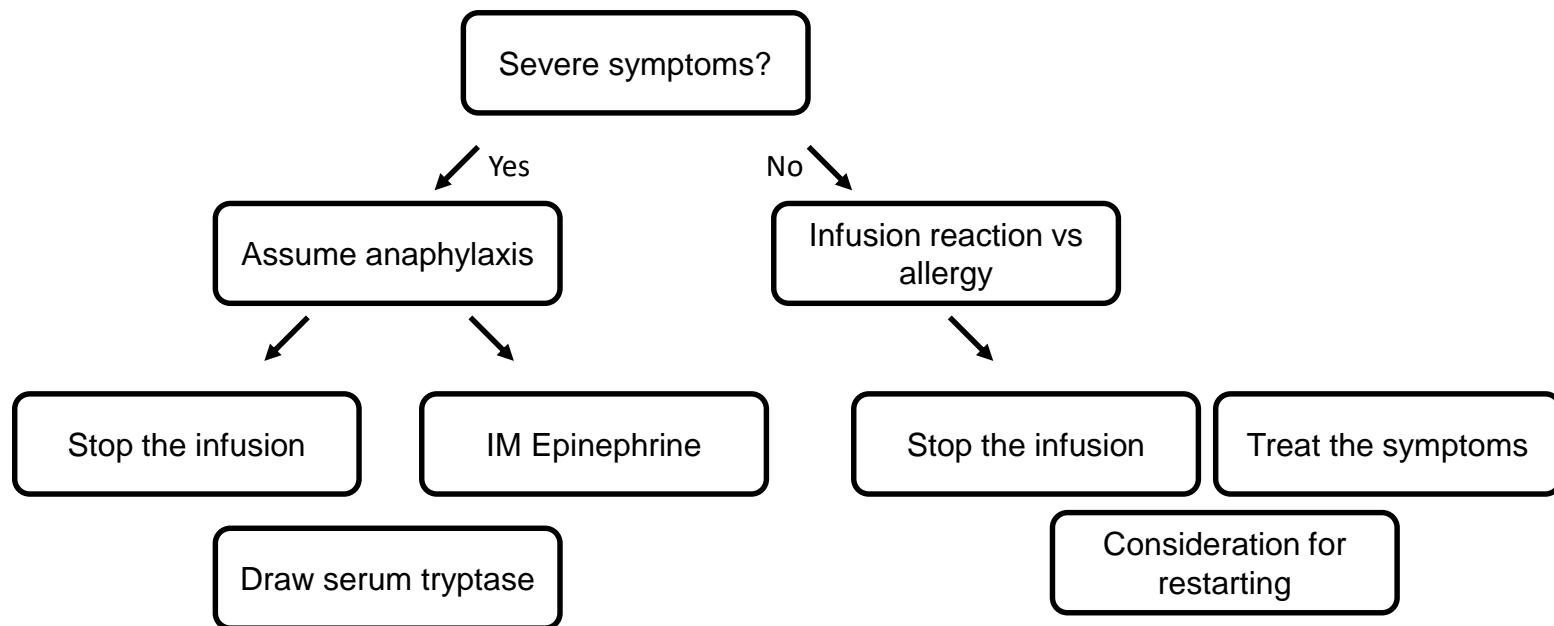 Severe symptoms?
Yes
No
Assume anaphylaxis
Infusion reaction vs
allergy
Stop the infusion
IM Epinephrine
Stop the infusion
Treat the symptoms
Draw serum tryptase
Consideration for
restarting